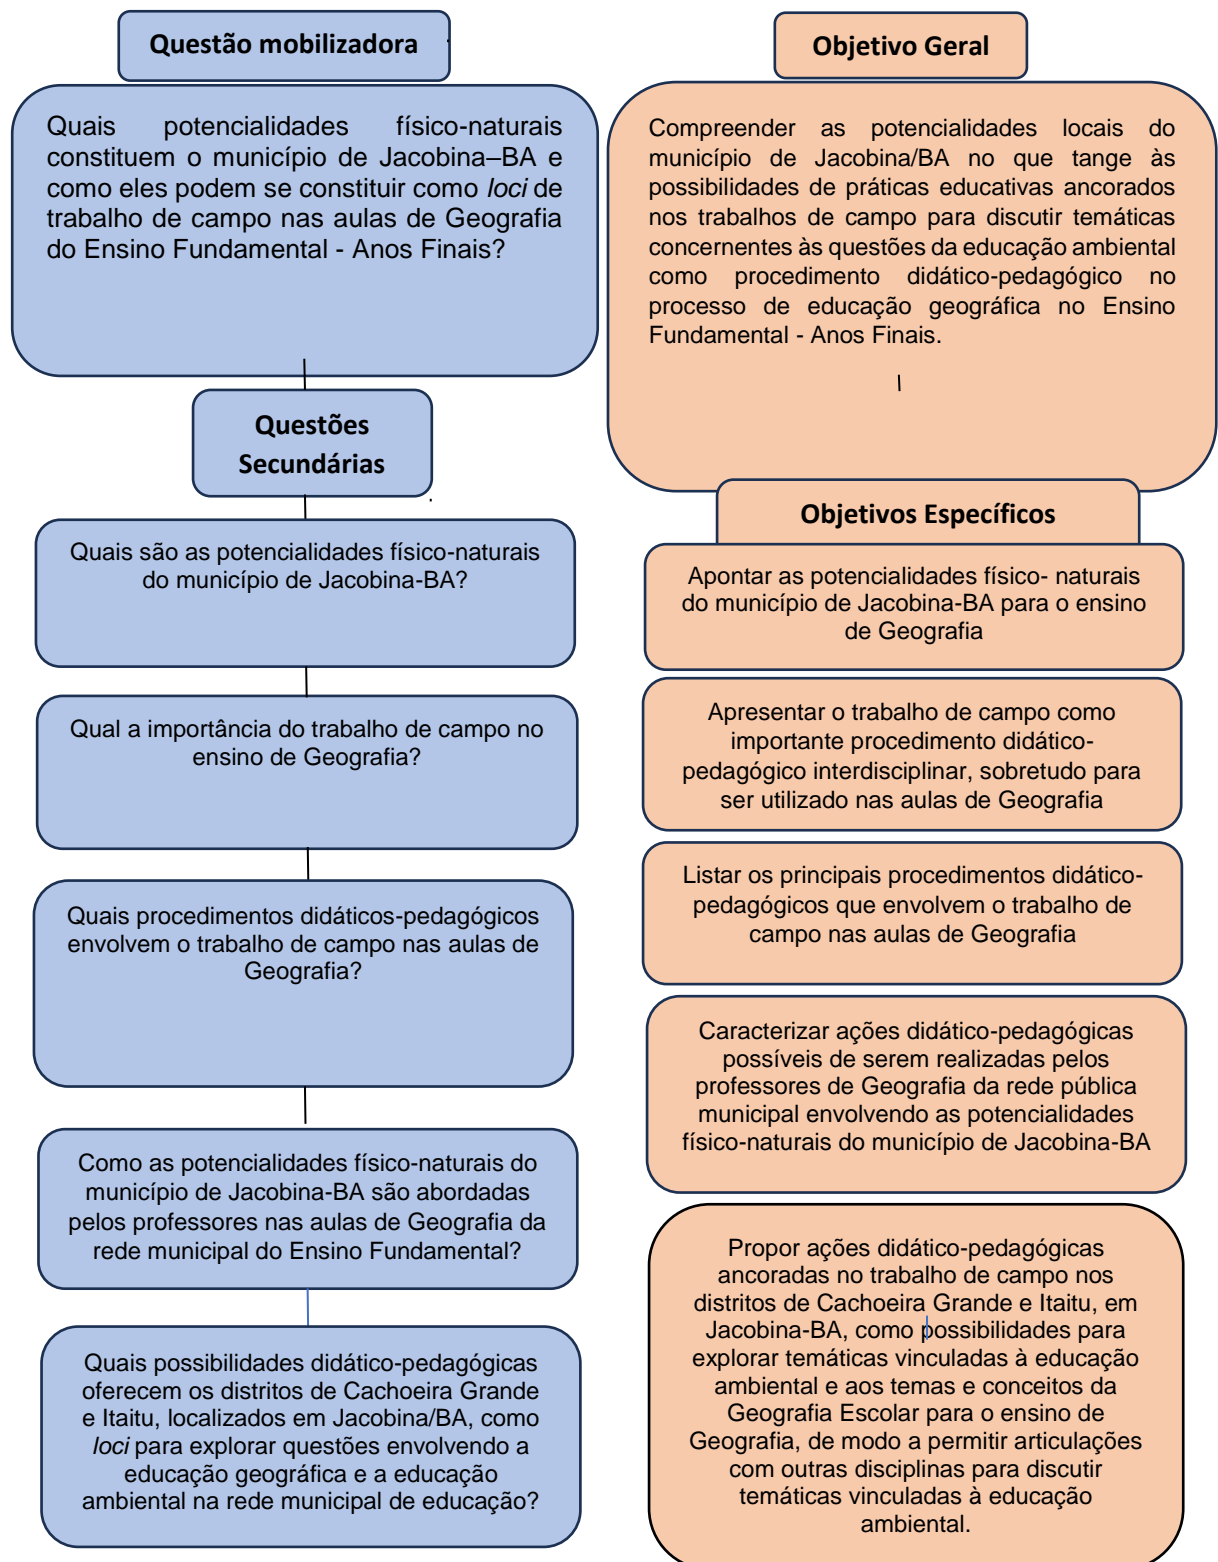 Questão mobilizadora
Quais potencialidades físico-naturais
constituem o município de Jacobina–BA e
como eles podem se constituir como loci de
trabalho de campo nas aulas de Geografia
do Ensino Fundamental - Anos Finais?
Questões
Secundárias
Quais são as potencialidades físico-naturais
do município de Jacobina-BA?
Qual a importância do trabalho de campo no
ensino de Geografia?
Quais procedimentos didáticos-pedagógicos
envolvem o trabalho de campo nas aulas de
Geografia?
Como as potencialidades físico-naturais do
município de Jacobina-BA são abordadas
pelos professores nas aulas de Geografia da
rede municipal do Ensino Fundamental?
Quais possibilidades didático-pedagógicas
oferecem os distritos de Cachoeira Grande
e Itaitu, localizados em Jacobina/BA, como
loci para explorar questões envolvendo a
educação geográfica e a educação
ambiental na rede municipal de educação?
Objetivo Geral
Compreender as potencialidades locais do
município de Jacobina/BA no que tange às
possibilidades de práticas educativas ancorados
nos trabalhos de campo para discutir temáticas
concernentes às questões da educação ambiental
como procedimento didático-pedagógico no
processo de educação geográfica no Ensino
Fundamental - Anos Finais.
Objetivos Específicos
Apontar as potencialidades físico- naturais
do município de Jacobina-BA para o ensino
de Geografia
Apresentar o trabalho de campo como
importante procedimento didático-
pedagógico interdisciplinar, sobretudo para
ser utilizado nas aulas de Geografia
Listar os principais procedimentos didático-
pedagógicos que envolvem o trabalho de
campo nas aulas de Geografia
Caracterizar ações didático-pedagógicas
possíveis de serem realizadas pelos
professores de Geografia da rede pública
municipal envolvendo as potencialidades
físico-naturais do município de Jacobina-BA
Propor ações didático-pedagógicas
ancoradas no trabalho de campo nos
distritos de Cachoeira Grande e Itaitu, em
Jacobina-BA, como possibilidades para
explorar temáticas vinculadas à educação
ambiental e aos temas e conceitos da
Geografia Escolar para o ensino de
Geografia, de modo a permitir articulações
com outras disciplinas para discutir
temáticas vinculadas à educação
ambiental.